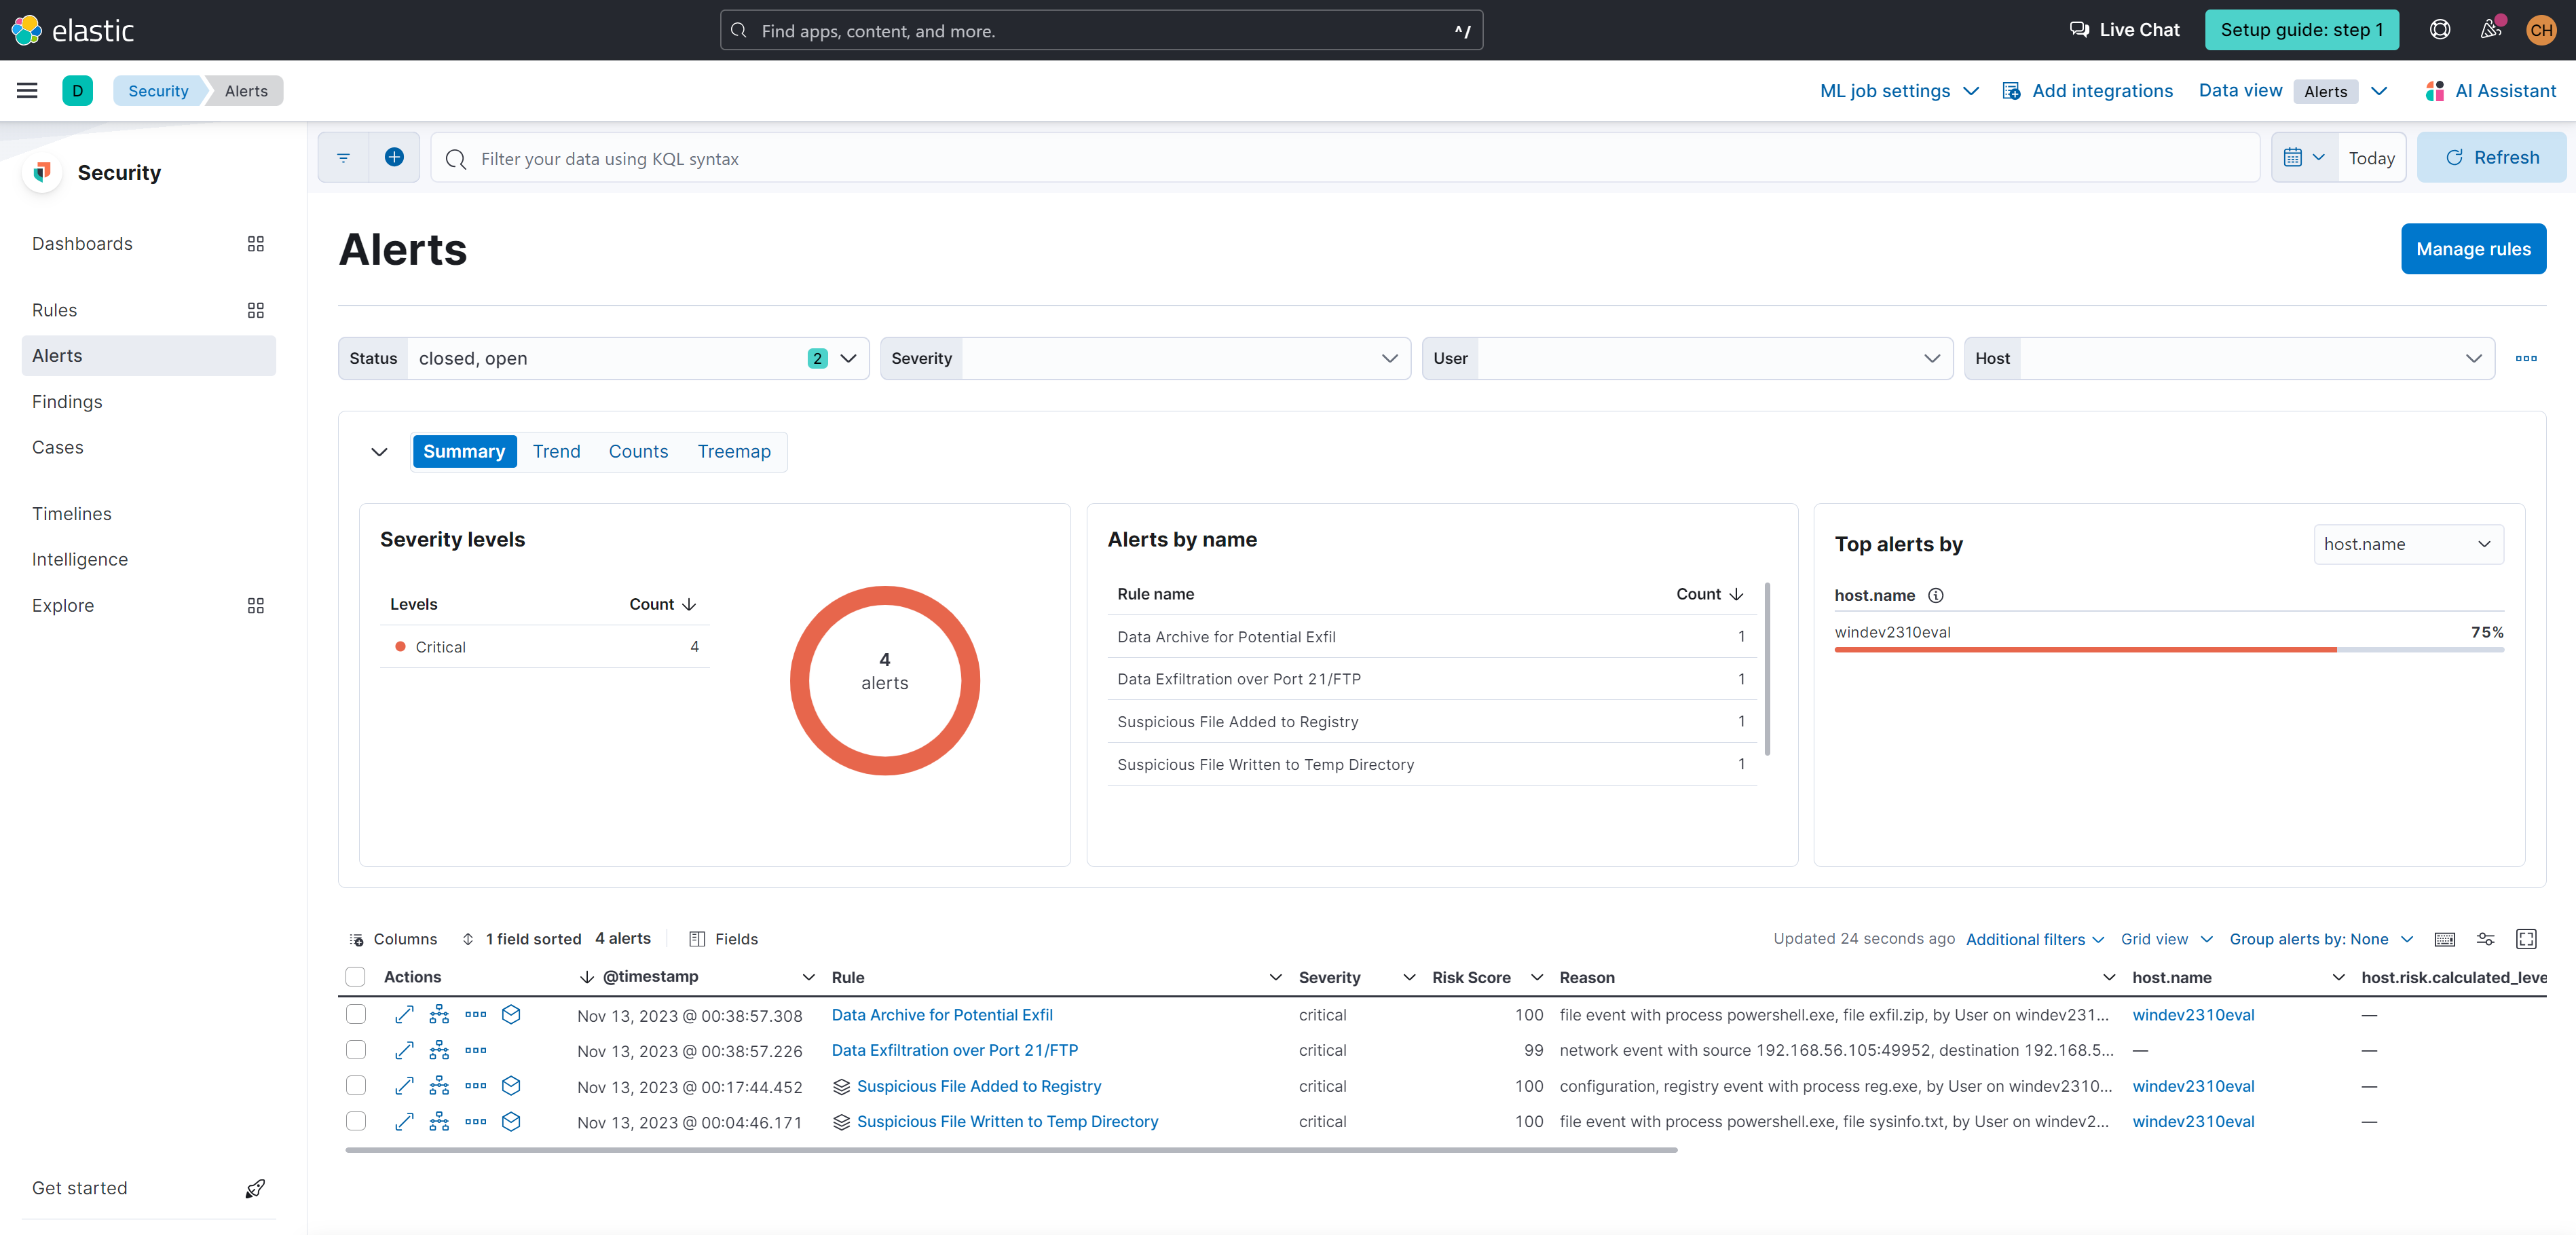 elastic
Find apps, content, and more.
^/
Live Chat
Setup guide: step 1
CH
D
Security
Alerts
ML job settings
Add integrations
Data view
Alerts
AI Assistant
Security
Filter your data using KQL syntax
Today
Refresh
Dashboards
Rules
Alerts
Findings
Cases
Timelines
Intelligence
Explore
Get started
Alerts
Manage rules
Status closed, open 2
Severity
User
Host
Summary Trend Counts Treemap
Severity levels
Levels Count
Critical 4
4
alerts
Alerts by name
Rule name Count
Data Archive for Potential Exfil 1
Data Exfiltration over Port 21/FTP 1
Suspicious File Added to Registry 1
Suspicious File Written to Temp Directory 1
Top alerts by
host.name
host.name
windev2310eval 75%
Columns 1 field sorted 4 alerts Fields
Updated 24 seconds ago Additional filters Grid view Group alerts by: None
Actions @timestamp Rule Severity Risk Score Reason host.name host.risk.calculated_leve
Nov 13, 2023 @ 00:38:57.308 Data Archive for Potential Exfil critical 100 file event with process powershell.exe, file exfil.zip, by User on windev231... windev2310eval —
Nov 13, 2023 @ 00:38:57.226 Data Exfiltration over Port 21/FTP critical 99 network event with source 192.168.56.105:49952, destination 192.168.5... — —
Nov 13, 2023 @ 00:17:44.452 Suspicious File Added to Registry critical 100 configuration, registry event with process reg.exe, by User on windev2310... windev2310eval —
Nov 13, 2023 @ 00:04:46.171 Suspicious File Written to Temp Directory critical 100 file event with process powershell.exe, file sysinfo.txt, by User on windev2... windev2310eval —